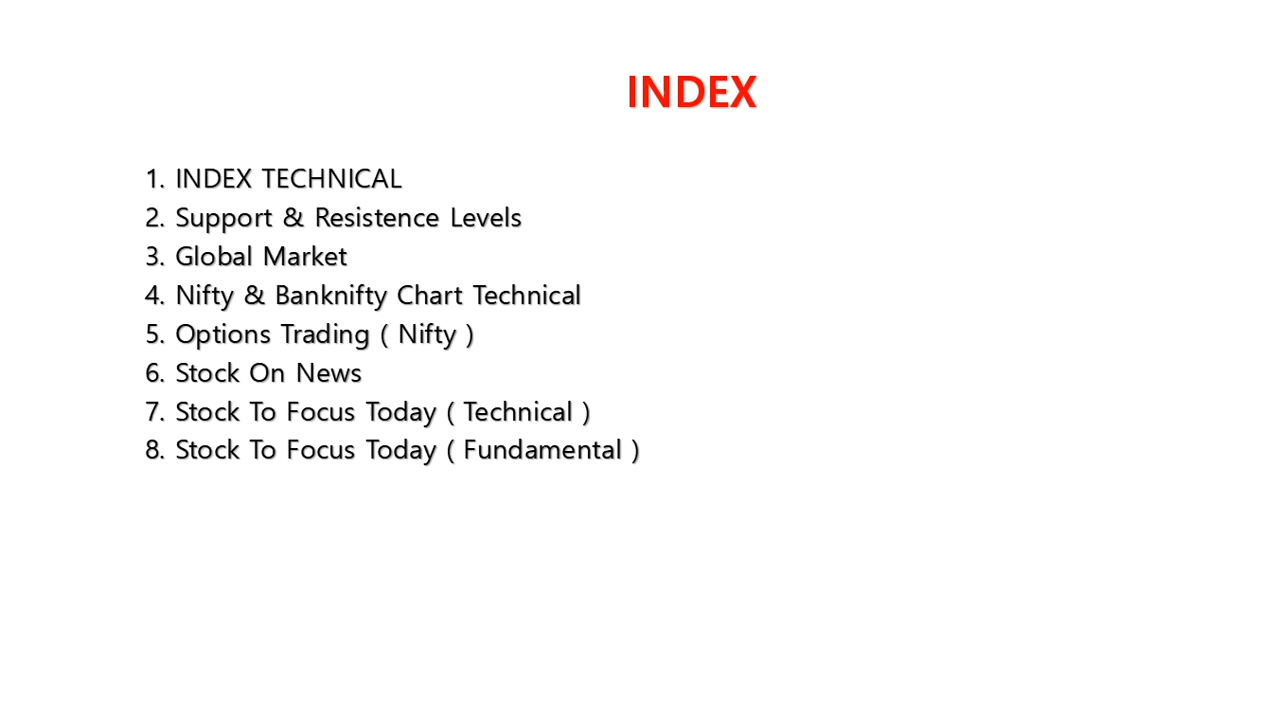 INDEX
1. INDEX TECHNICAL
2. Support & Resistence Levels
3. Global Market
4. Nifty & Banknifty Chart Technical
5. Options Trading ( Nifty )
6. Stock On News
7. Stock To Focus Today ( Technical )
8. Stock To Focus Today ( Fundamental )